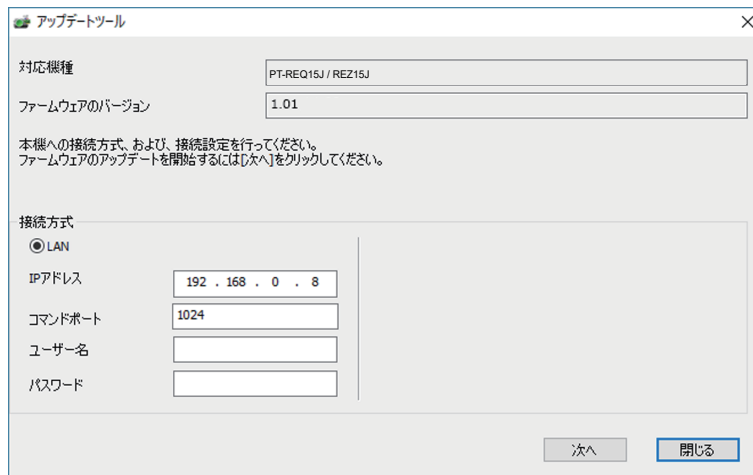 アップデートツール
対応機種
PT-REQ15J / REZ15J
ファームウェアのバージョン
1.01
本機への接続方式、および、接続設定を行ってください。
ファームウェアのアップデートを開始するには[次へ]をクリックしてください。
接続方式
LAN
IPアドレス
192 . 168 . 0 . 8
コマンドポート
1024
ユーザー名
パスワード
次へ
閉じる